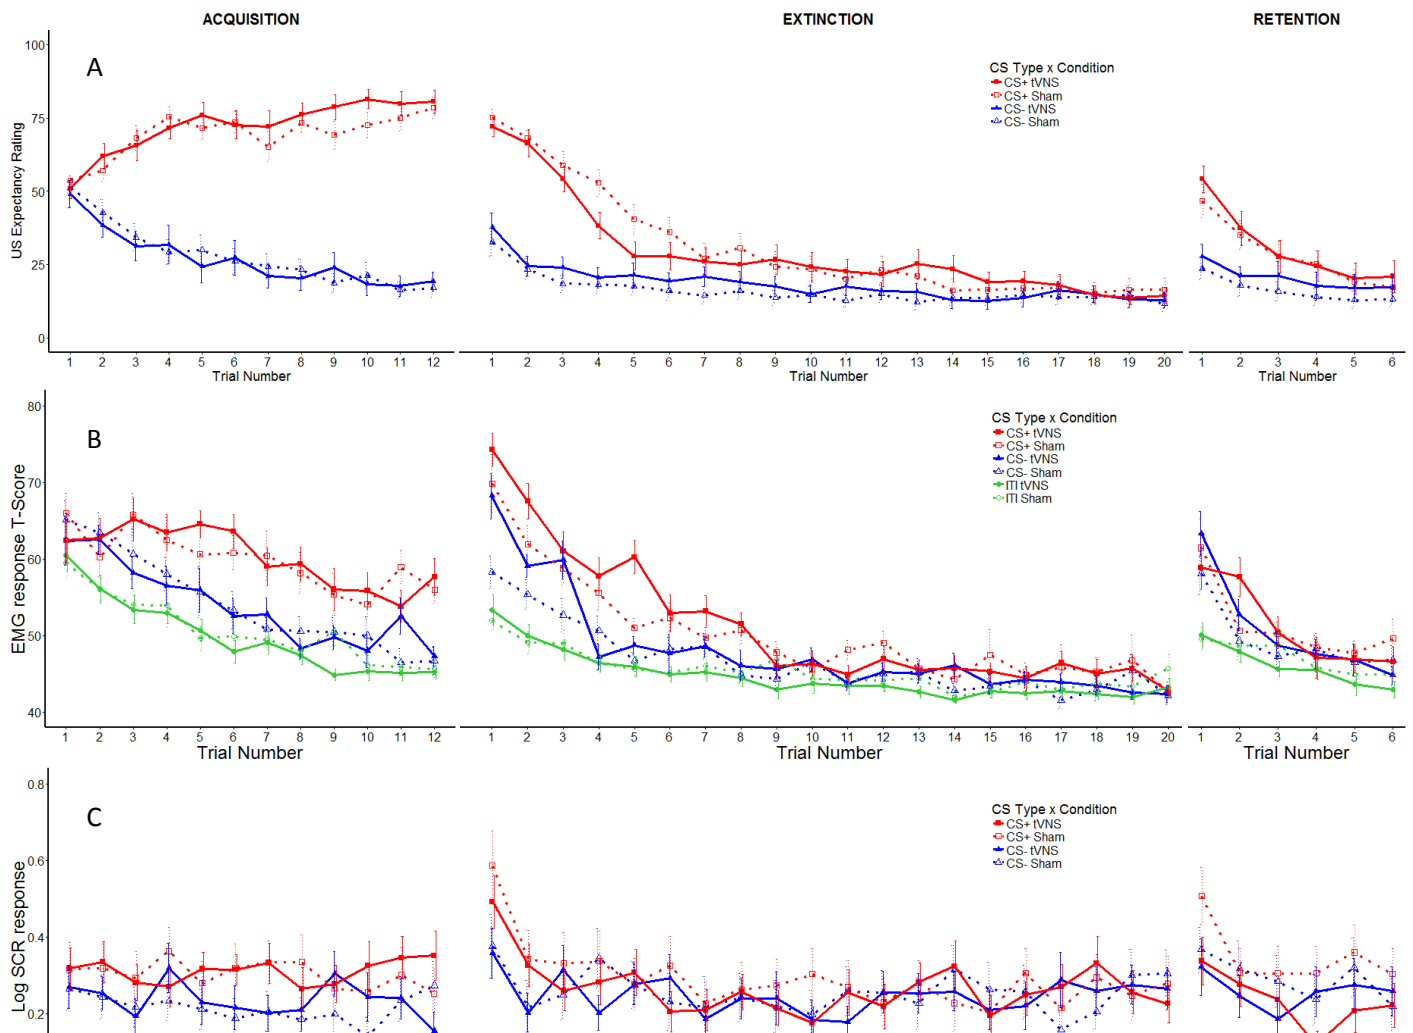 ACQUISITION EXTINCTION RETENTION
A
US Expectancy Rating
100
75
50
25
0
CS Type x Condition
CS+ tVNS
CS+ Sham
CS- tVNS
CS- Sham
1 2 3 4 5 6 7 8 9 10 11 12
Trial Number
1 2 3 4 5 6 7 8 9 10 11 12 13 14 15 16 17 18 19 20
Trial Number
1 2 3 4 5 6
Trial Number
B
EMG response T-Score
80
70
60
50
40
CS Type x Condition
CS+ tVNS
CS+ Sham
CS- tVNS
CS- Sham
ITI tVNS
ITI Sham
1 2 3 4 5 6 7 8 9 10 11 12
Trial Number
1 2 3 4 5 6 7 8 9 10 11 12 13 14 15 16 17 18 19 20
Trial Number
1 2 3 4 5 6
Trial Number
C
Log SCR response
0.8
0.6
0.4
0.2
CS Type x Condition
CS+ tVNS
CS+ Sham
CS- tVNS
CS- Sham